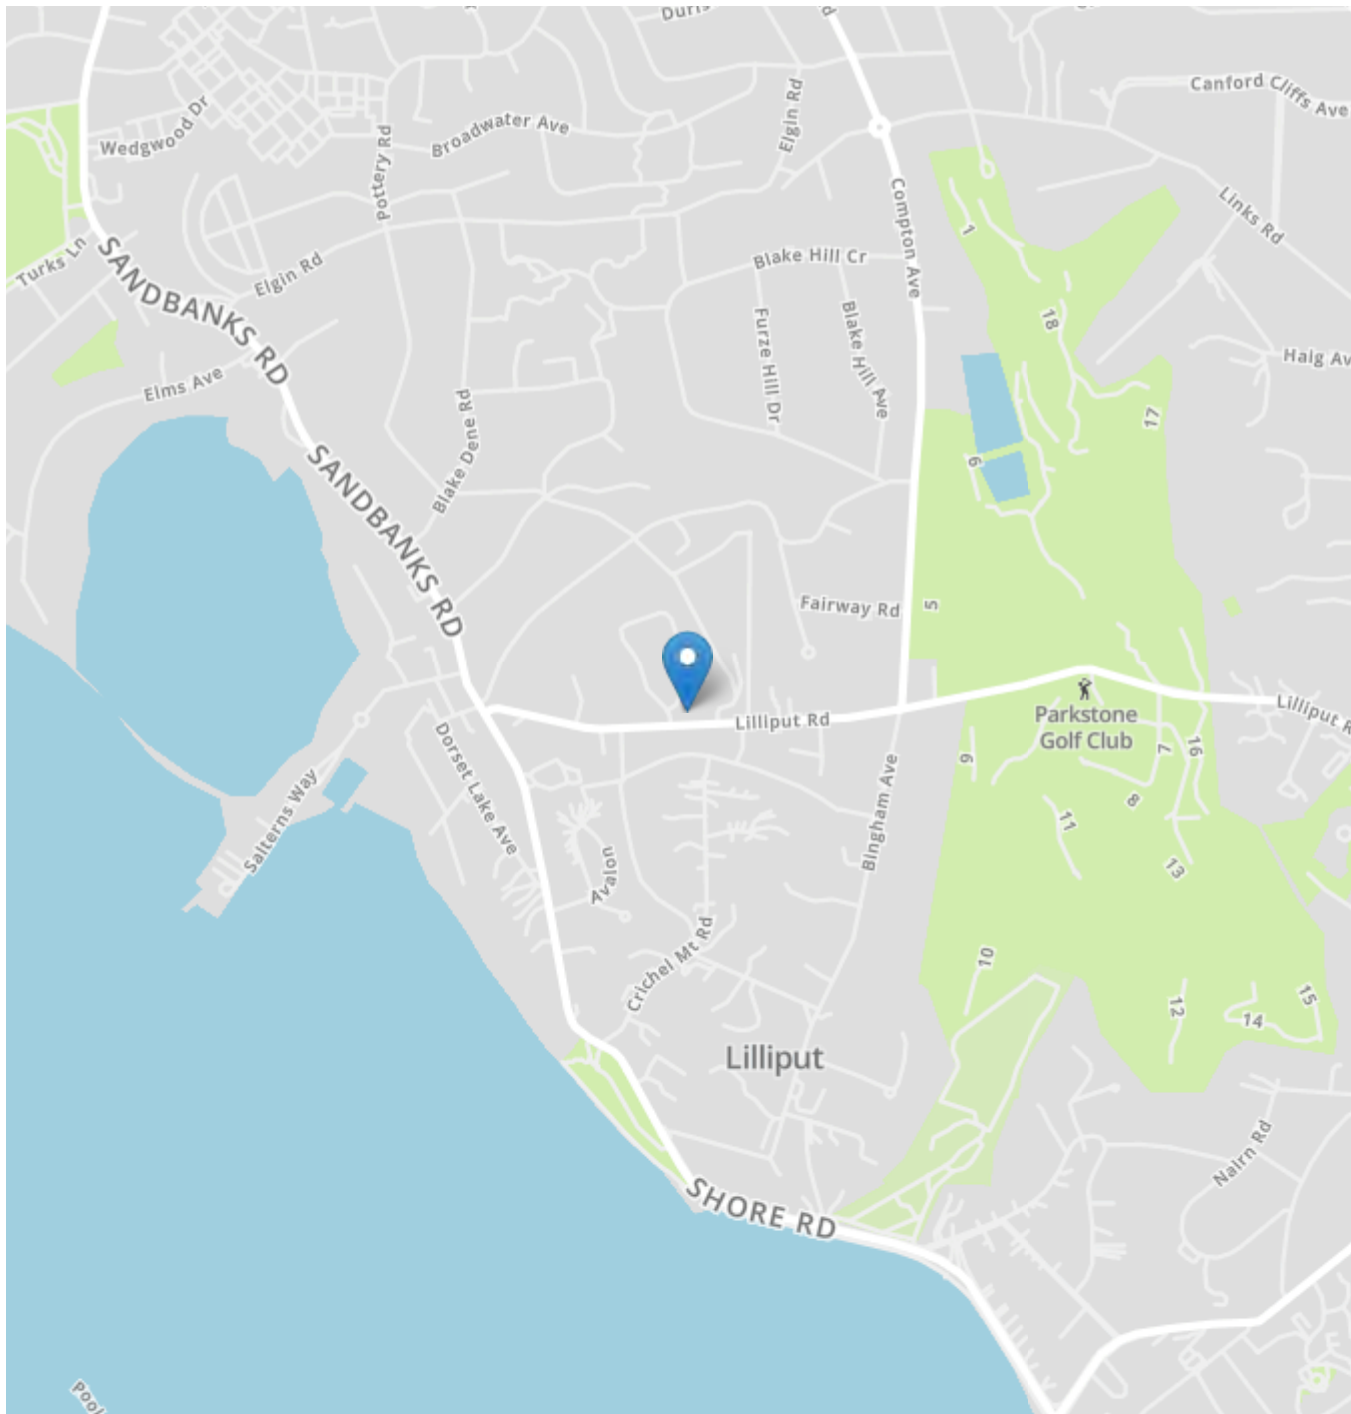 Canford Cliffs Ave
Wedgwood Dr
Broadwater Ave
Elgin Rd
Pottery Rd
Compton Ave
Links Rd
Turks Ln
SANDBANKS RD
Elgin Rd
Blake Hill Cr
1
18
Furze Hill Dr
Blake Hill Ave
Haig Av
Elms Ave
17
Blake Dene Rd
SANDBANKS RD
6
Fairway Rd
5
Lilliput Rd
Parkstone
Golf Club
Lilliput R
Dorset Lake Ave
9
7
16
Salterns Way
Bingham Ave
8
11
Avalon
13
Crichel Mt Rd
10
12
14
15
Lilliput
Nairn Rd
SHORE RD
Pool